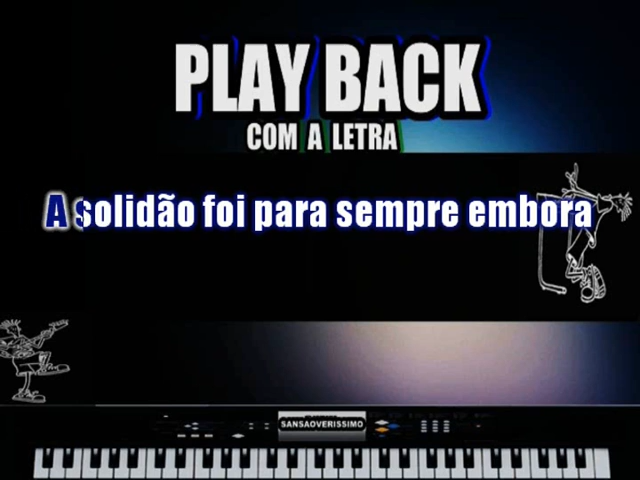 PLAY BACK
COM A LETRA
A solidão foi para sempre embora
SANSAOVERISSIMO